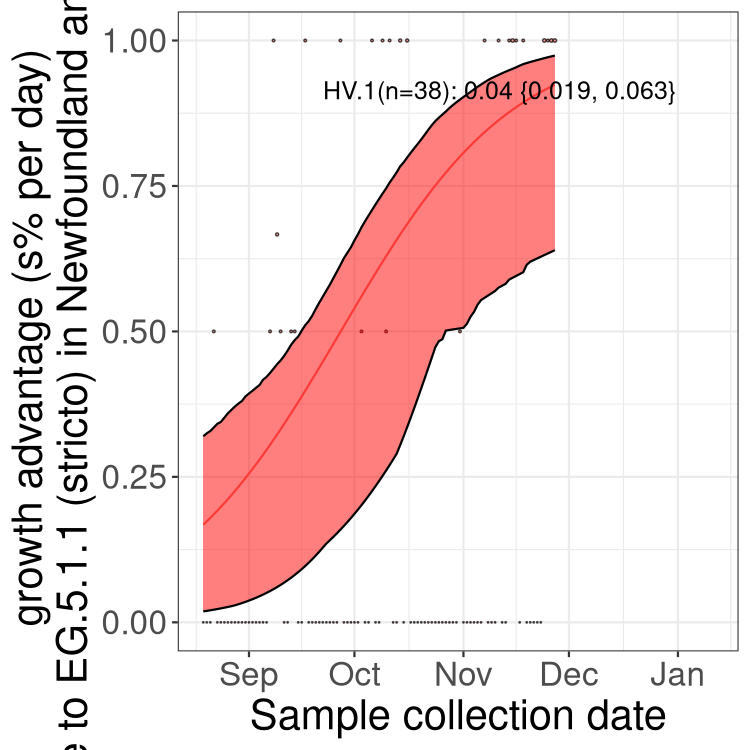 growth advantage (s% per day)
to EG.5.1.1 (stricto) in Newfoundland
1.00
0.75
0.50
0.25
0.00
HV.1(n=38): 0.04 {0.019, 0.063}
Sep Oct Nov Dec Jan
Sample collection date